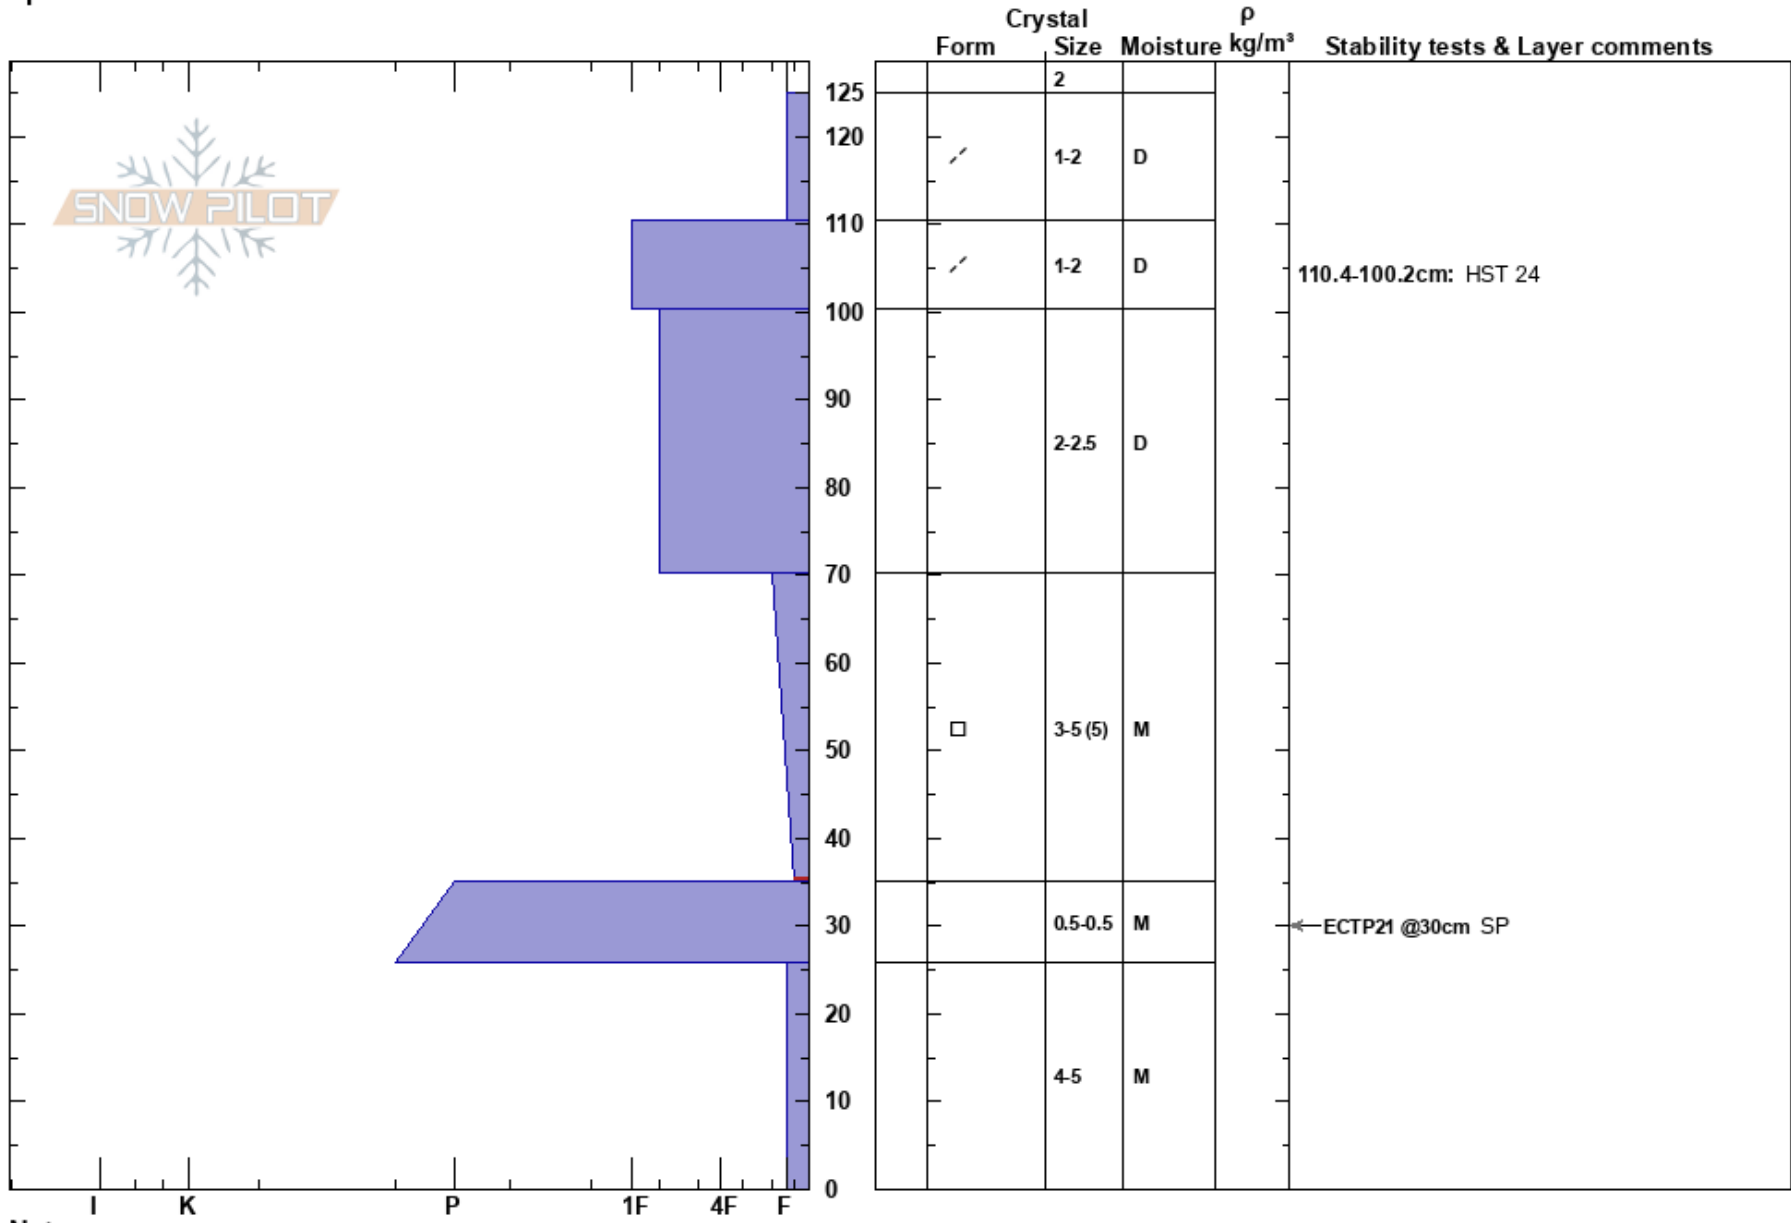 Crystal ρ
Form Size Moisture kg/m³ Stability tests & Layer comments
2
125
120
1-2 D
SNOW PILOT
110
1-2 D
110.4-100.2cm: HST 24
100
90
2-2.5 D
80
70
60
3-5 (5) M
50
40
30
0.5-0.5 M
ECTP21 @30cm SP
20
4-5 M
10
0
I K P 1F 4F F